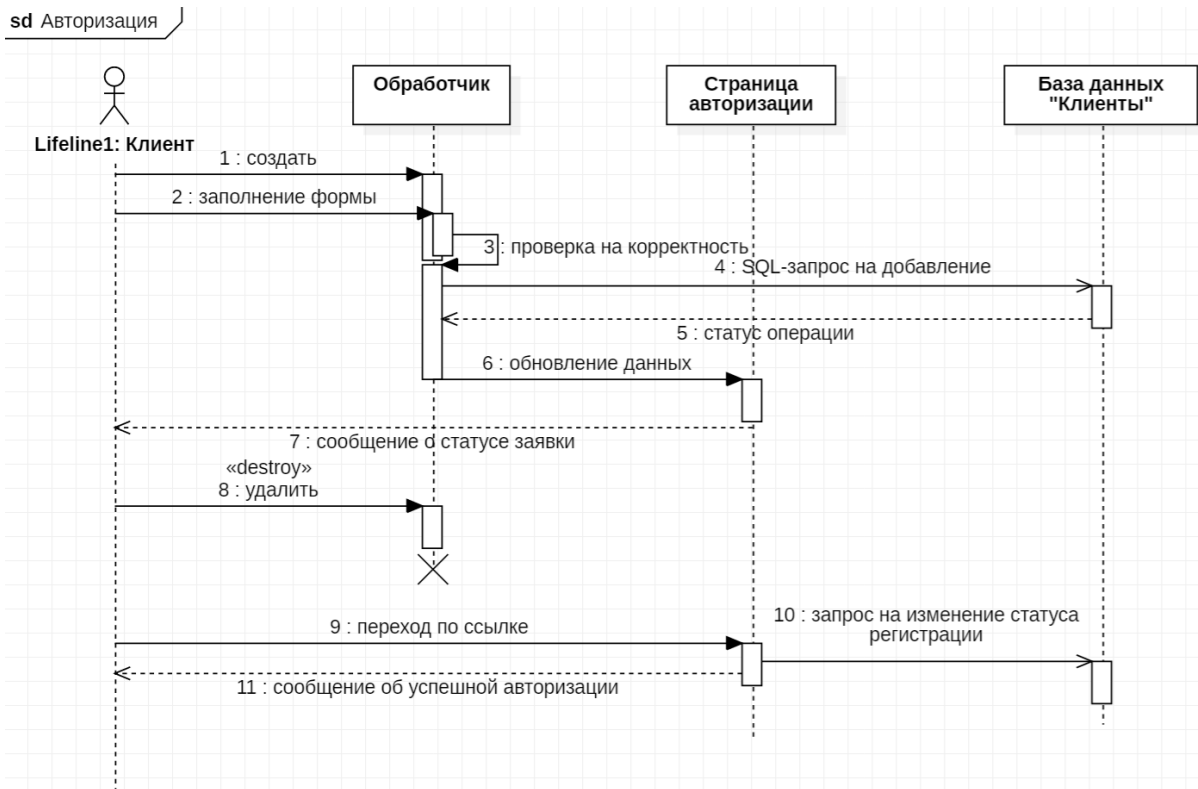 sd Авторизация
Обработчик
Страница
авторизации
База данных
"Клиенты"
Lifeline1: Клиент
1 : создать
2 : заполнение формы
3 : проверка на корректность
4 : SQL-запрос на добавление
5 : статус операции
6 : обновление данных
7 : сообщение о статусе заявки
«destroy»
8 : удалить
9 : переход по ссылке
10 : запрос на изменение статуса
регистрации
11 : сообщение об успешной авторизации